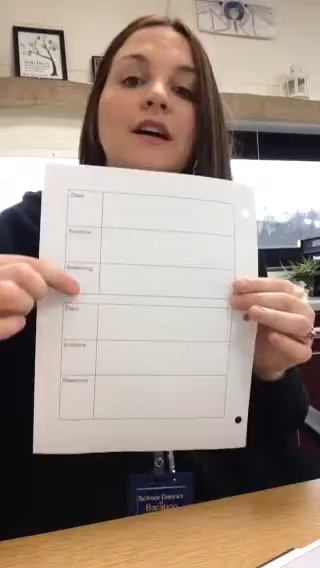 Claim
Evidence
Reasoning
Claim
Evidence
Reasoning
School District
Baraboo